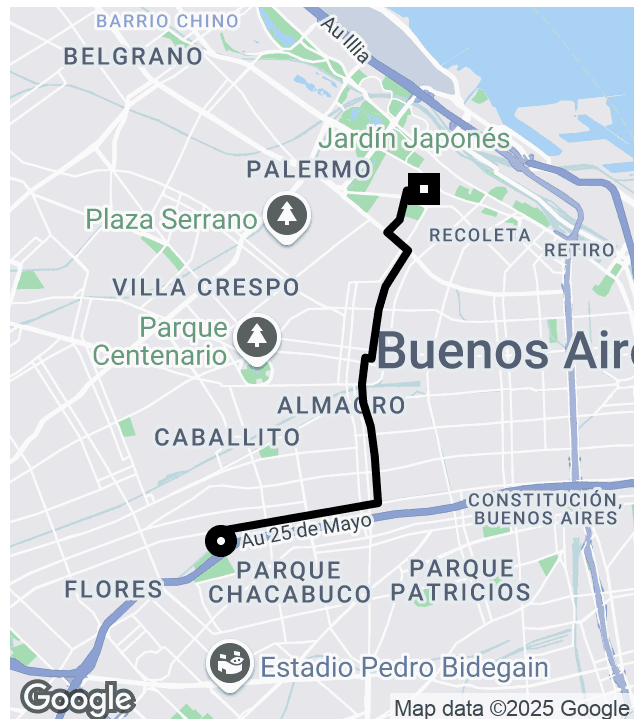 BARRIO CHINO
Au Illia
BELGRANO
Jardín Japonés
PALERMO
Plaza Serrano
RECOLETA
RETIRO
VILLA CRESPO
Parque
Centenario
Buenos Aire
ALMAGRO
CABALLITO
CONSTITUCIÓN,
BUENOS AIRES
Au 25 de Mayo
FLORES
PARQUE
CHACABUCO
PARQUE
PATRICIOS
Estadio Pedro Bidegain
Google
Map data ©2025 Google